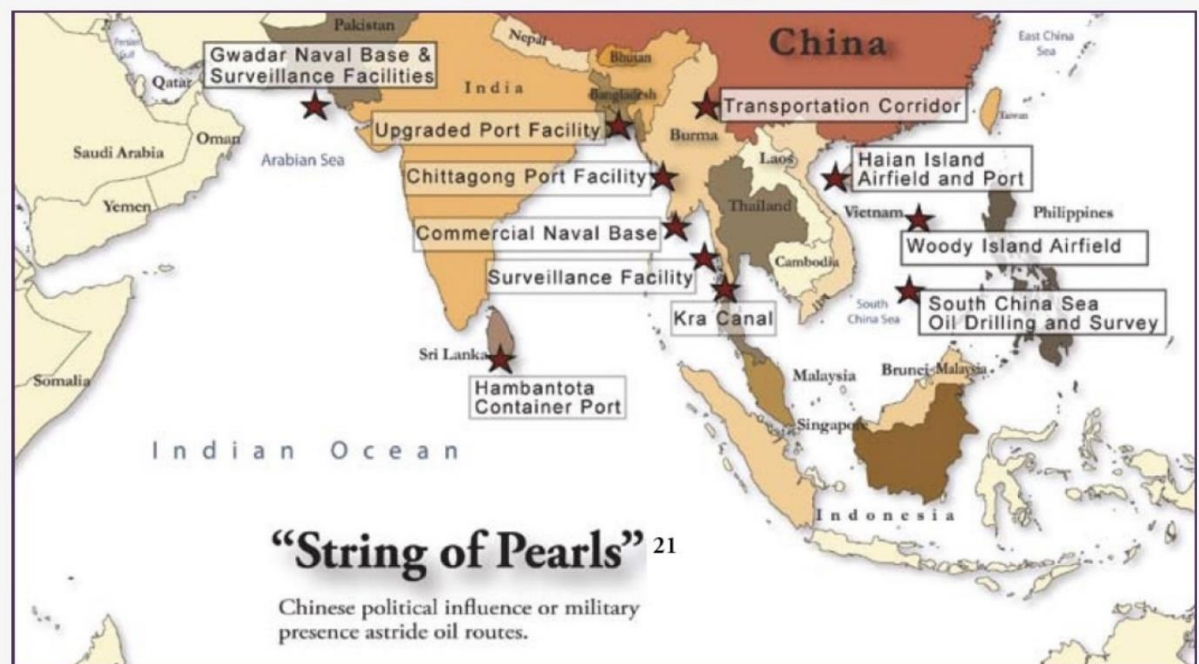 Pakistan
Nepal
China
East China
Sea
Persian
Gulf
Gwadar Naval Base &
Surveillance Facilities
Bhutan
Qatar
India
Bangladesh
Transportation Corridor
Taiwan
Upgraded Port Facility
Burma
Oman
Saudi Arabia
Arabian Sea
Laos
Haian Island
Airfield and Port
Chittagong Port Facility
Yemen
Thailand
Vietnam
Philippines
Commercial Naval Base
Woody Island Airfield
Cambodia
Surveillance Facility
South
China Sea
South China Sea
Oil Drilling and Survey
Kra Canal
Sri Lanka
Somalia
Malaysia
Brunei
Malaysia
Hambantota
Container Port
Singapore
Indian Ocean
Indonesia
“String of Pearls” 21
Chinese political influence or military
presence astride oil routes.